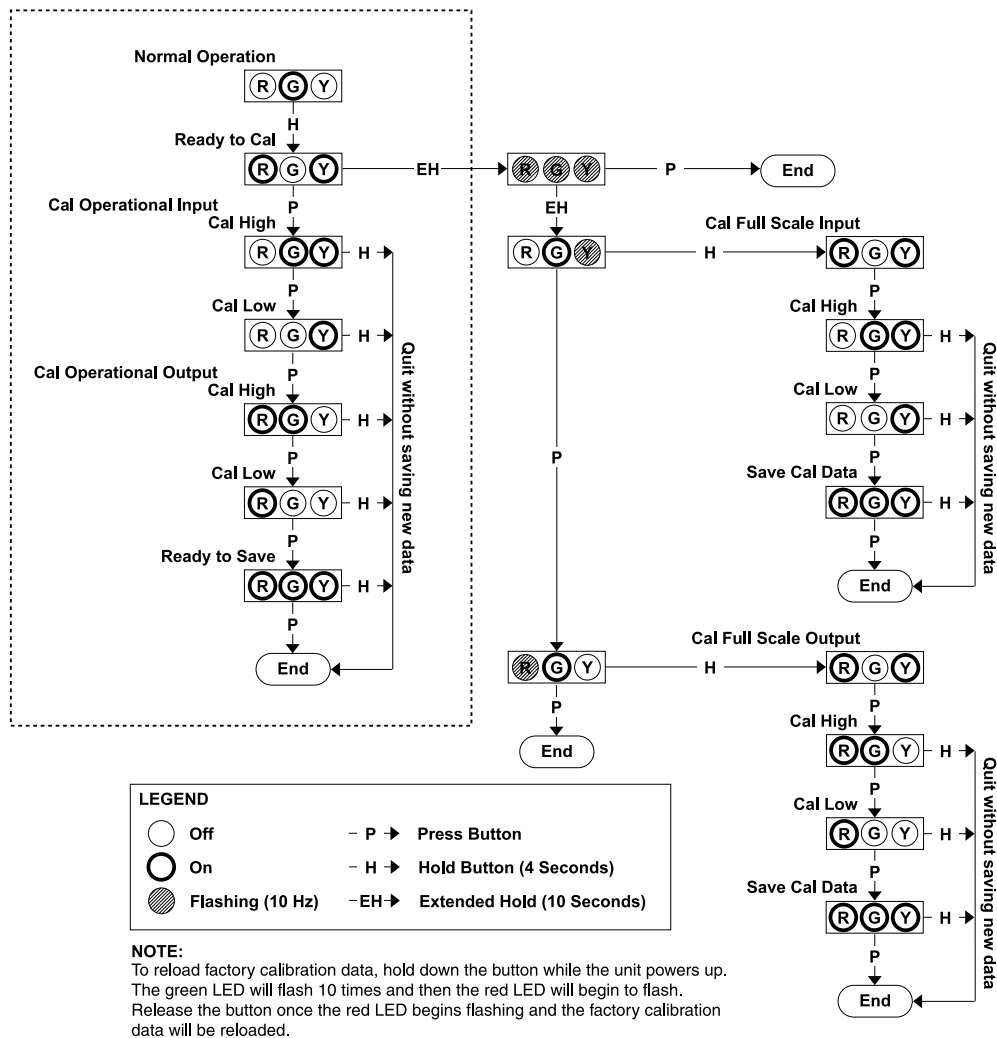 Normal Operation
R G Y
H
Ready to Cal
R G Y
EH
R G Y
P
End
P
EH
Cal Operational Input
Cal High
R G Y
H
R G Y
H
Cal Full Scale Input
R G Y
P
P
Cal Low
R G Y
H
P
Cal Operational Output
Cal High
R G Y
H
P
Cal Low
R G Y
H
P
Ready to Save
R G Y
H
P
End
Quit without saving new data
Cal High
R G Y
H
P
Cal Low
R G Y
H
P
Save Cal Data
R G Y
H
P
End
Quit without saving new data
P
R G Y
H
P
End
Cal Full Scale Output
R G Y
P
Cal High
R G Y
H
P
Cal Low
R G Y
H
P
Save Cal Data
R G Y
H
P
End
Quit without saving new data
LEGEND
Off
P Press Button
On
H Hold Button (4 Seconds)
Flashing (10 Hz)
EH Extended Hold (10 Seconds)
NOTE:
To reload factory calibration data, hold down the button while the unit powers up.
The green LED will flash 10 times and then the red LED will begin to flash.
Release the button once the red LED begins flashing and the factory calibration
data will be reloaded.